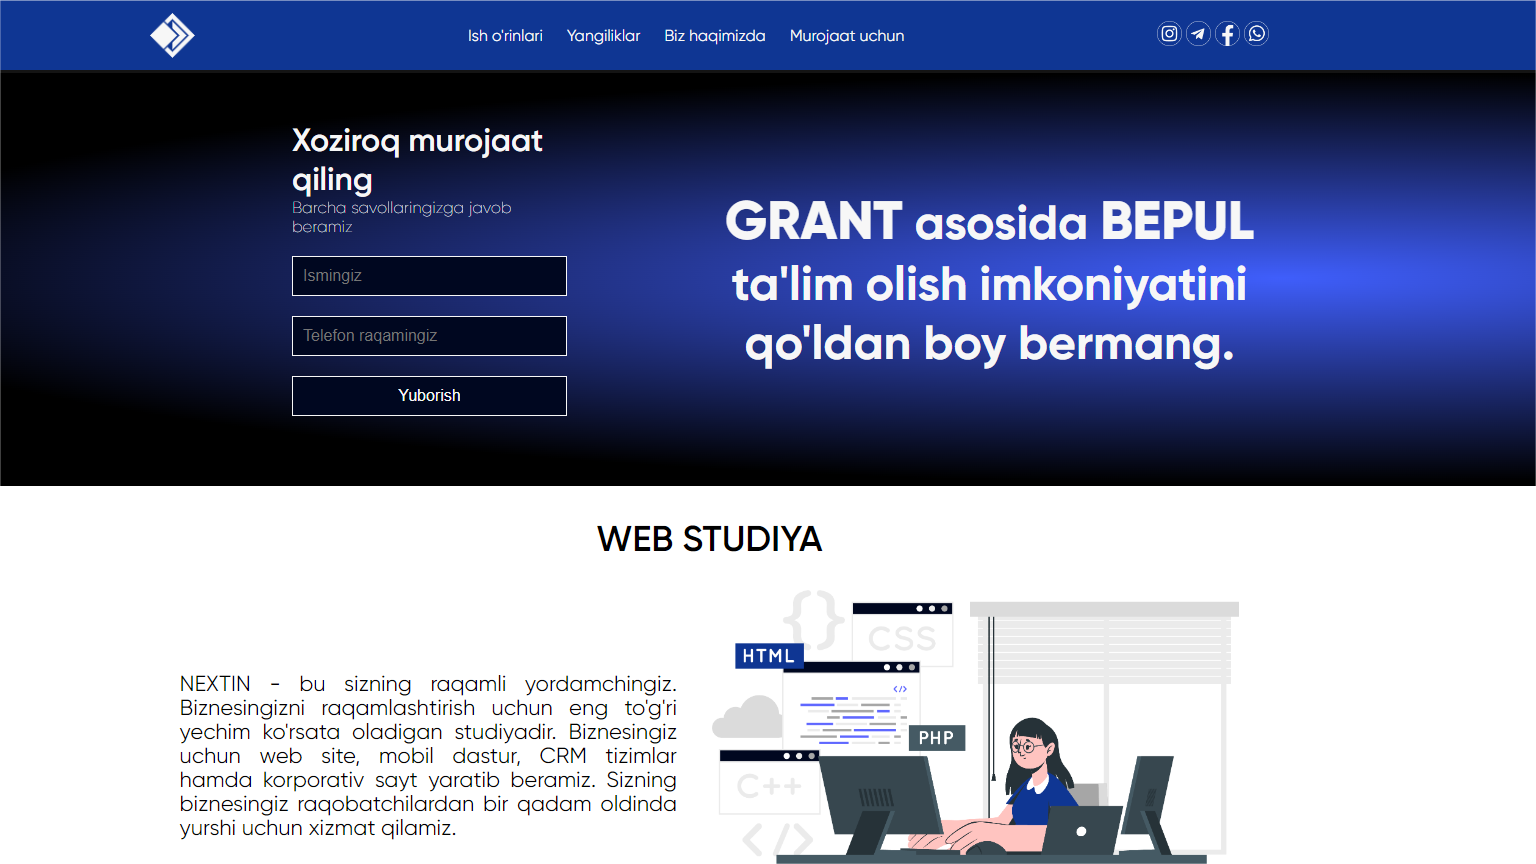 Ish o'rinlari Yangiliklar Biz haqimizda Murojaat uchun
Xoziroq murojaat
qiling
Barcha savollaringizga javob
beramiz
Ismingiz
Telefon raqamingiz
Yuborish
GRANT asosida BEPUL
ta'lim olish imkoniyatini
qo'ldan boy bermang.
WEB STUDIYA
NEXTIN - bu sizning raqamli yordamchingiz.
Biznesingizni raqamlashtirish uchun eng to'g'ri
yechim ko'rsata oladigan studiyadir. Biznesingiz
uchun web site, mobil dastur, CRM tizimlar
hamda korporativ sayt yaratib beramiz. Sizning
biznesingiz raqobatchilardan bir qadam oldinda
yurshi uchun xizmat qilamiz.
{}
CSS
HTML
</>
PHP
C++
</>